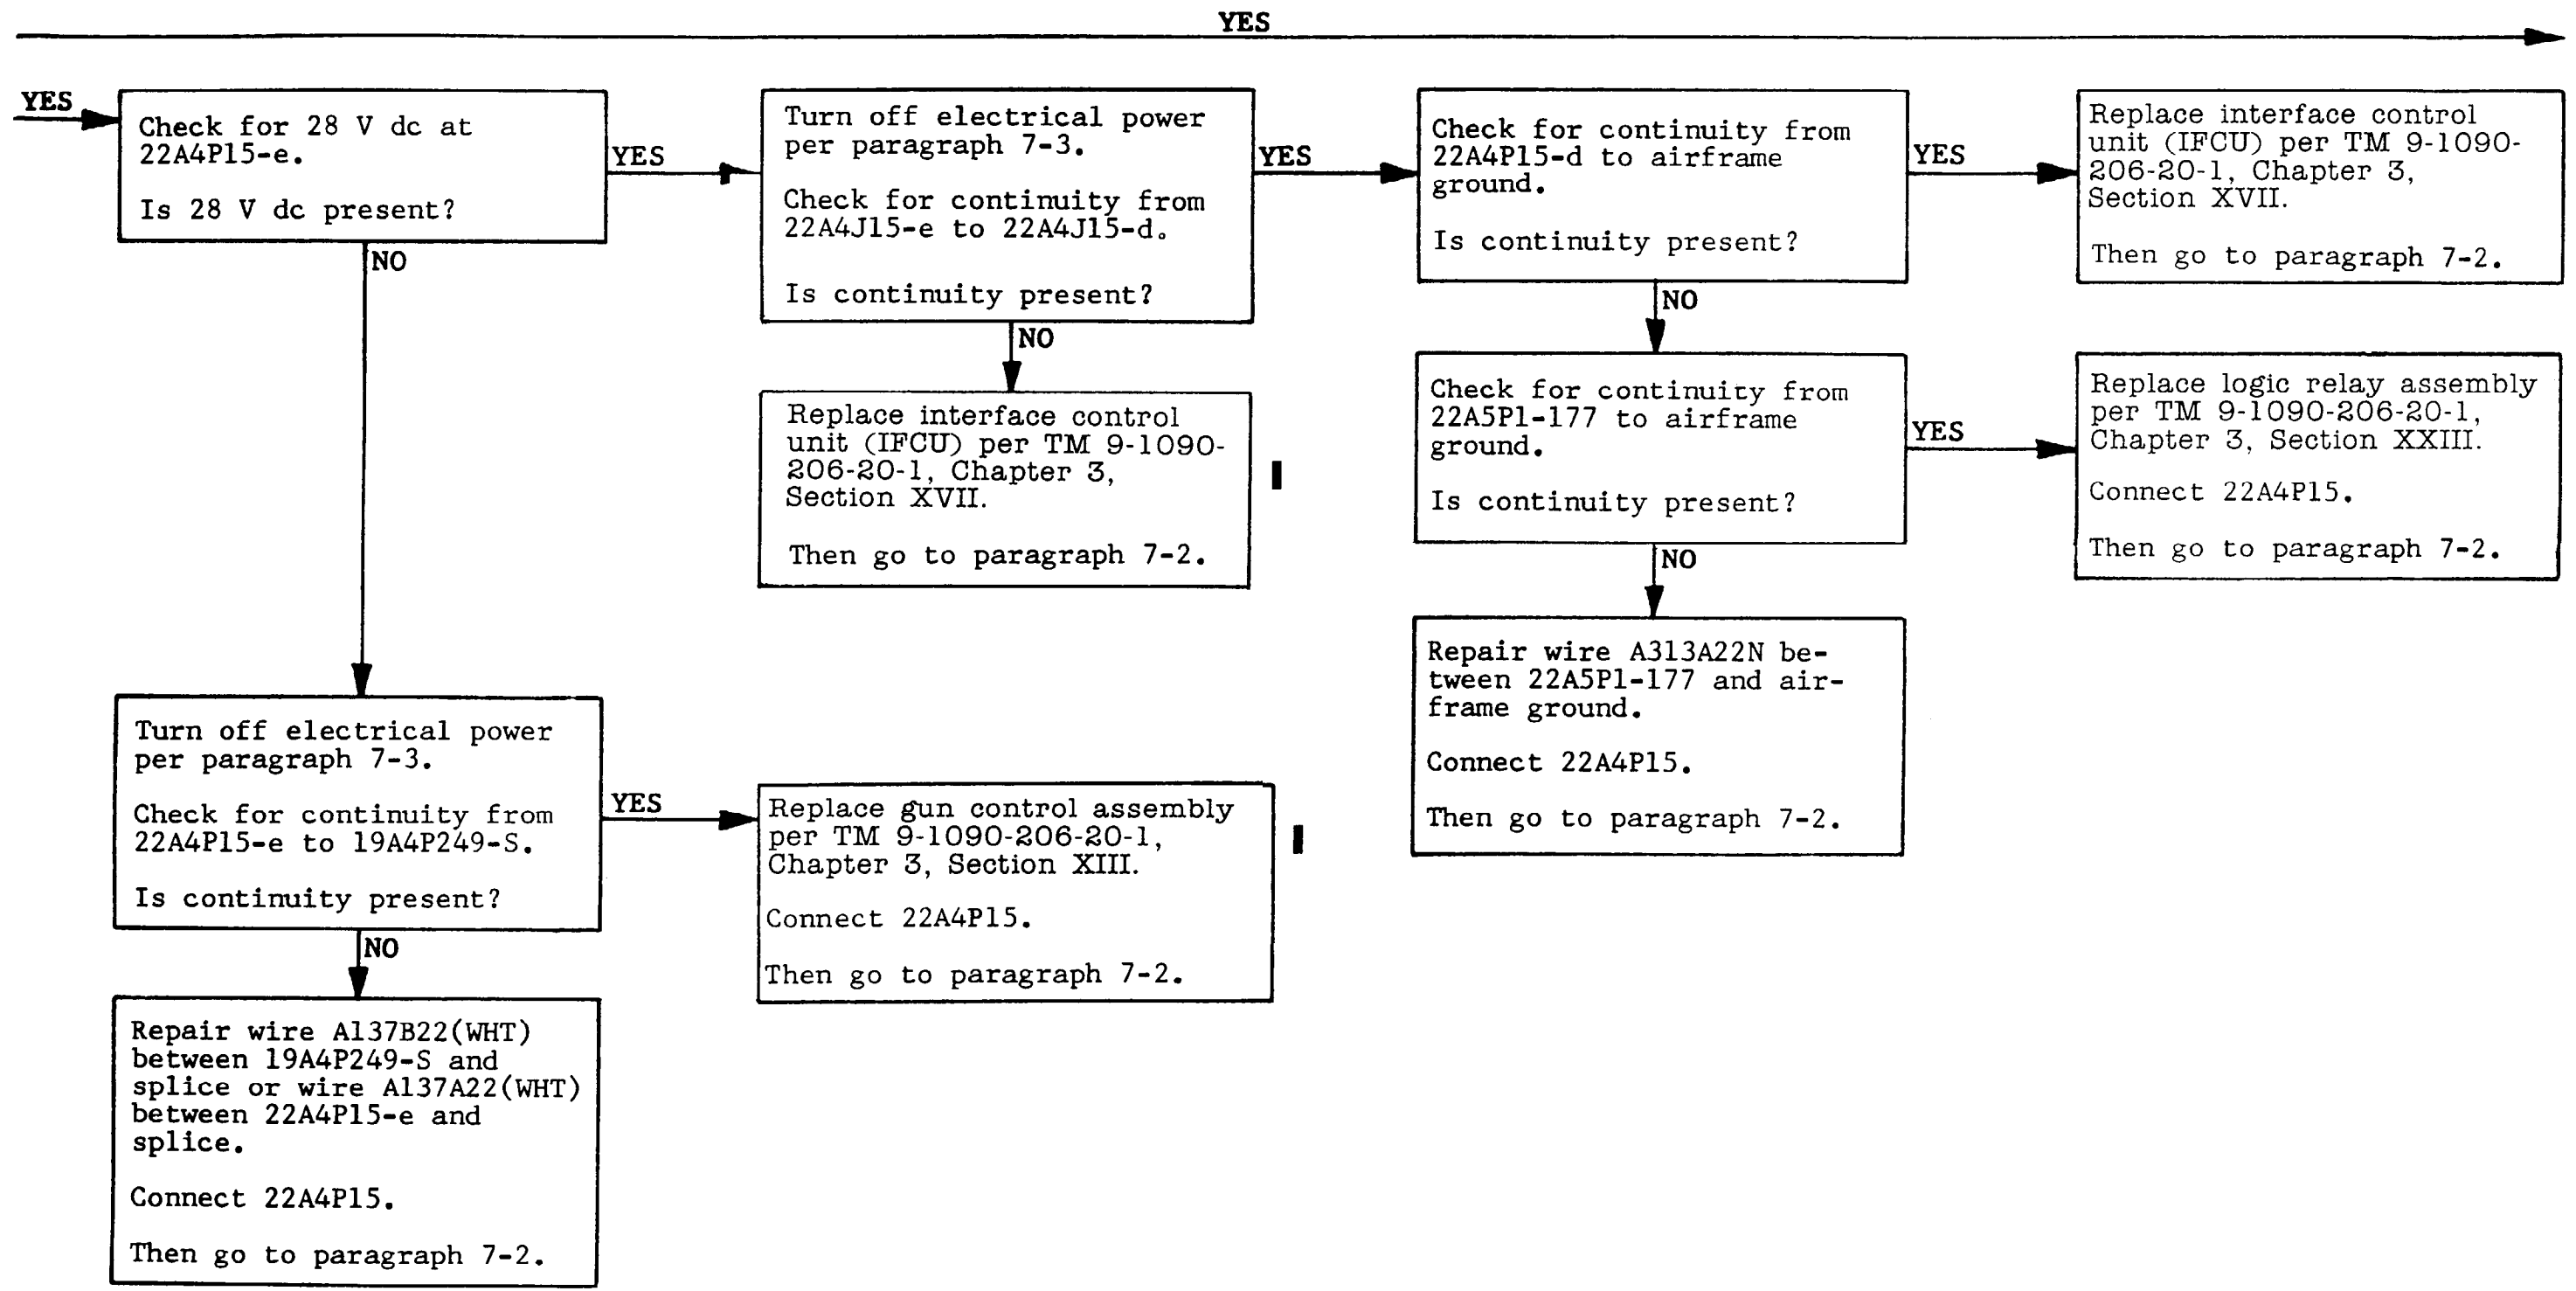 YES
YES
Check for 28 V dc at
22A4P15-e.
Is 28 V dc present?
YES
NO
Turn off electrical power
per paragraph 7-3.
Check for continuity from
22A4J15-e to 22A4J15-d.
Is continuity present?
YES
NO
Check for continuity from
22A4P15-d to airframe
ground.
Is continuity present?
YES
NO
Replace interface control
unit (IFCU) per TM 9-1090-
206-20-1, Chapter 3,
Section XVII.
Then go to paragraph 7-2.
Replace interface control
unit (IFCU) per TM 9-1090-
206-20-1, Chapter 3,
Section XVII.
Then go to paragraph 7-2.
Check for continuity from
22A5P1-177 to airframe
ground.
Is continuity present?
YES
NO
Replace logic relay assembly
per TM 9-1090-206-20-1,
Chapter 3, Section XXIII.
Connect 22A4P15.
Then go to paragraph 7-2.
Repair wire A313A22N be-
tween 22A5P1-177 and air-
frame ground.
Connect 22A4P15.
Then go to paragraph 7-2.
Turn off electrical power
per paragraph 7-3.
Check for continuity from
22A4P15-e to 19A4P249-S.
Is continuity present?
YES
NO
Replace gun control assembly
per TM 9-1090-206-20-1,
Chapter 3, Section XIII.
Connect 22A4P15.
Then go to paragraph 7-2.
Repair wire A137B22(WHT)
between 19A4P249-S and
splice or wire A137A22(WHT)
between 22A4P15-e and
splice.
Connect 22A4P15.
Then go to paragraph 7-2.